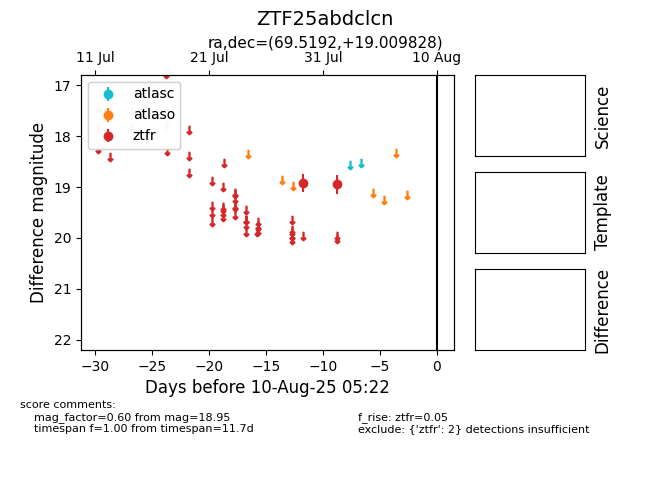 ZTF25abdclcn
ra,dec=(69.5192,+19.009828)
11 Jul
21 Jul
31 Jul
10 Aug
atlasc
atlaso
ztfr
17
18
19
20
21
22
Difference magnitude
−30
−25
−20
−15
−10
−5
0
Days before 10-Aug-25 05:22
Science
Template
Difference
score comments:
mag_factor=0.60 from mag=18.95
timespan f=1.00 from timespan=11.7d
f_rise: ztfr=0.05
exclude: {'ztfr': 2} detections insufficient